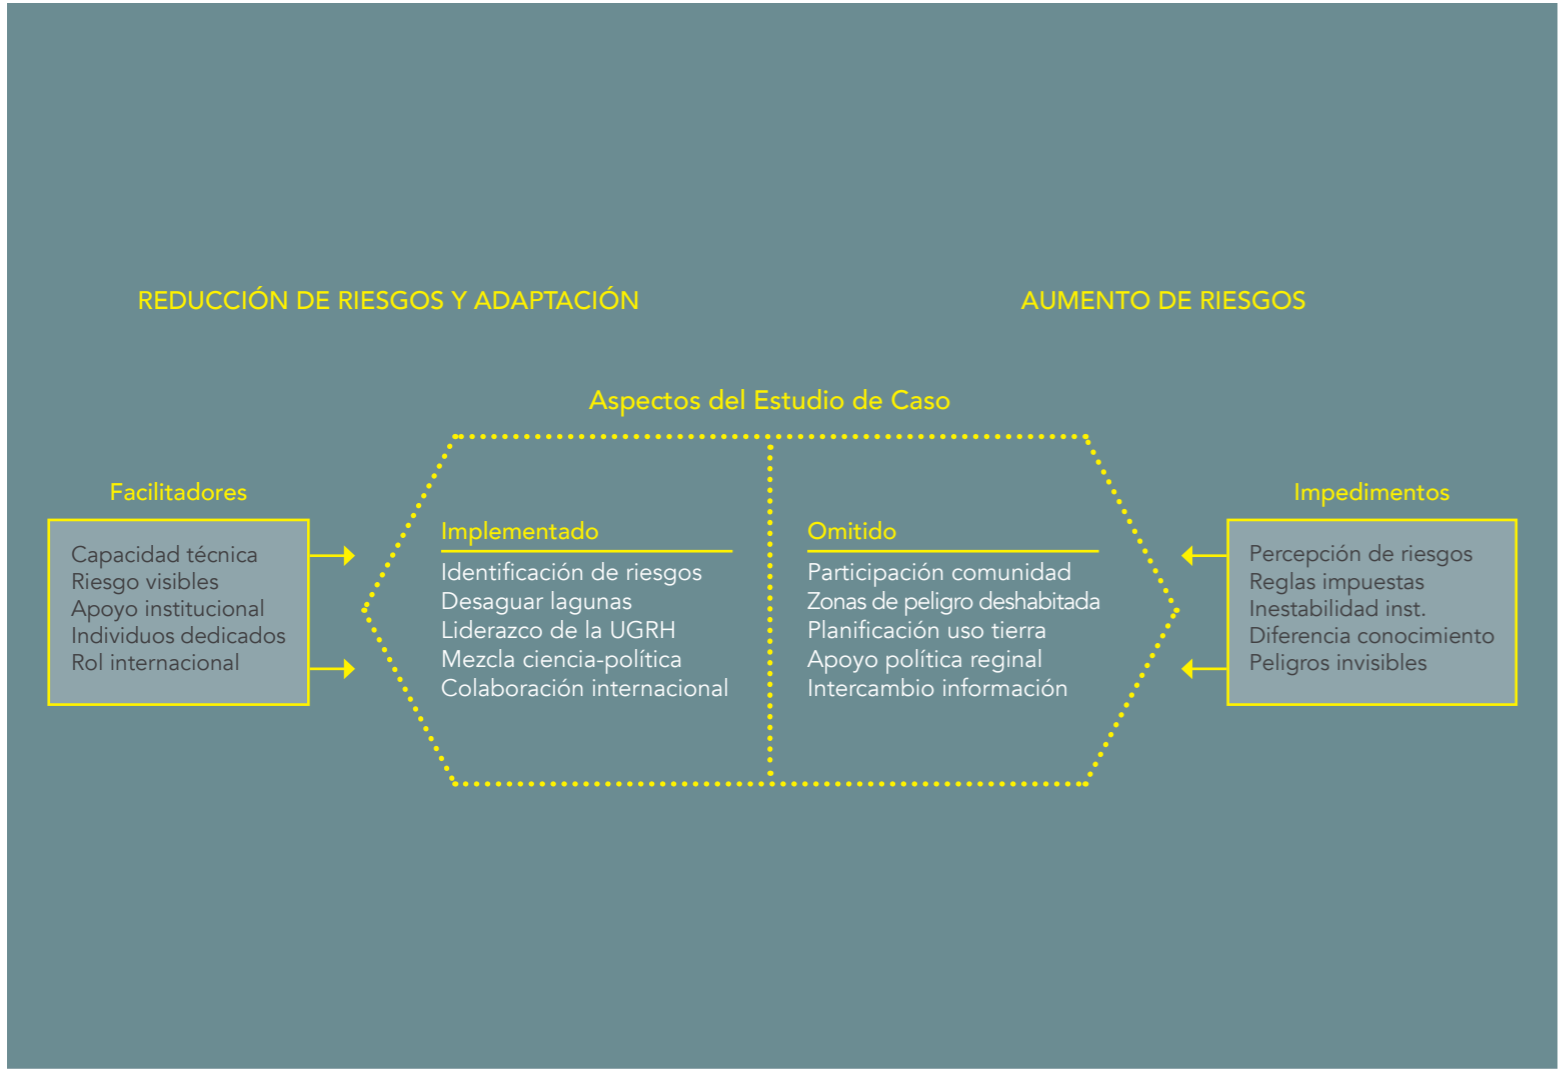 REDUCCIÓN DE RIESGOS Y ADAPTACIÓN
AUMENTO DE RIESGOS
Aspectos del Estudio de Caso
Facilitadores
Capacidad técnica
Riesgo visibles
Apoyo institucional
Individuos dedicados
Rol internacional
Implementado
Identificación de riesgos
Desaguar lagunas
Liderazco de la UGRH
Mezcla ciencia-política
Colaboración internacional
Omitido
Participación comunidad
Zonas de peligro deshabitada
Planificación uso tierra
Apoyo política reginal
Intercambio información
Impedimentos
Percepción de riesgos
Reglas impuestas
Inestabilidad inst.
Diferencia conocimiento
Peligros invisibles